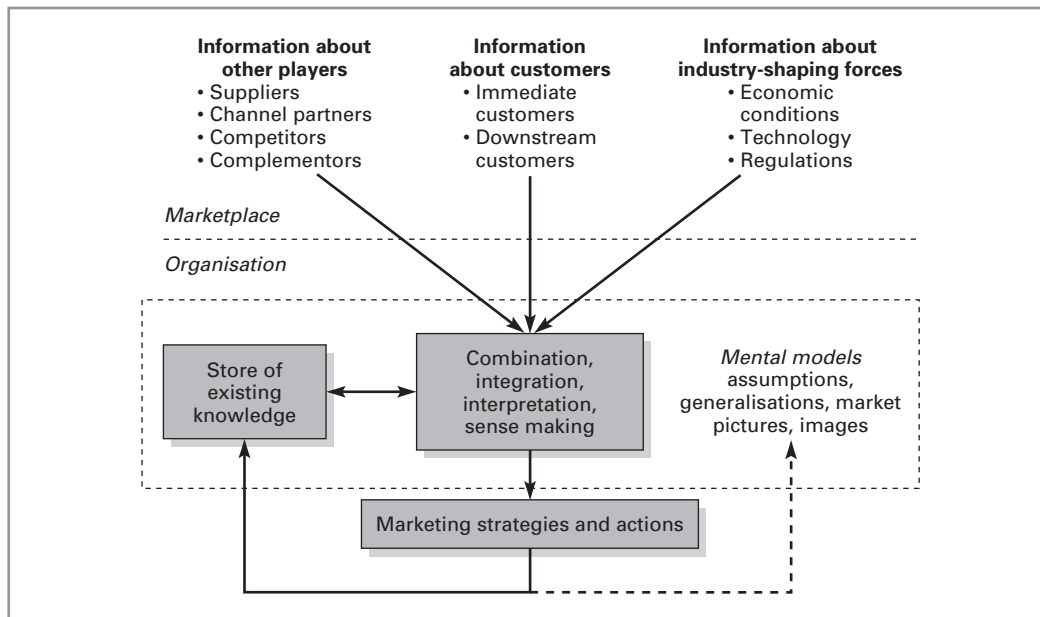 Information about
other players
• Suppliers
• Channel partners
• Competitors
• Complementors
Information
about customers
• Immediate
customers
• Downstream
customers
Information about
industry-shaping forces
• Economic
conditions
• Technology
• Regulations
Marketplace
Organisation
Store of
existing
knowledge
Combination,
integration,
interpretation,
sense making
Mental models
assumptions,
generalisations, market
pictures, images
Marketing strategies and actions